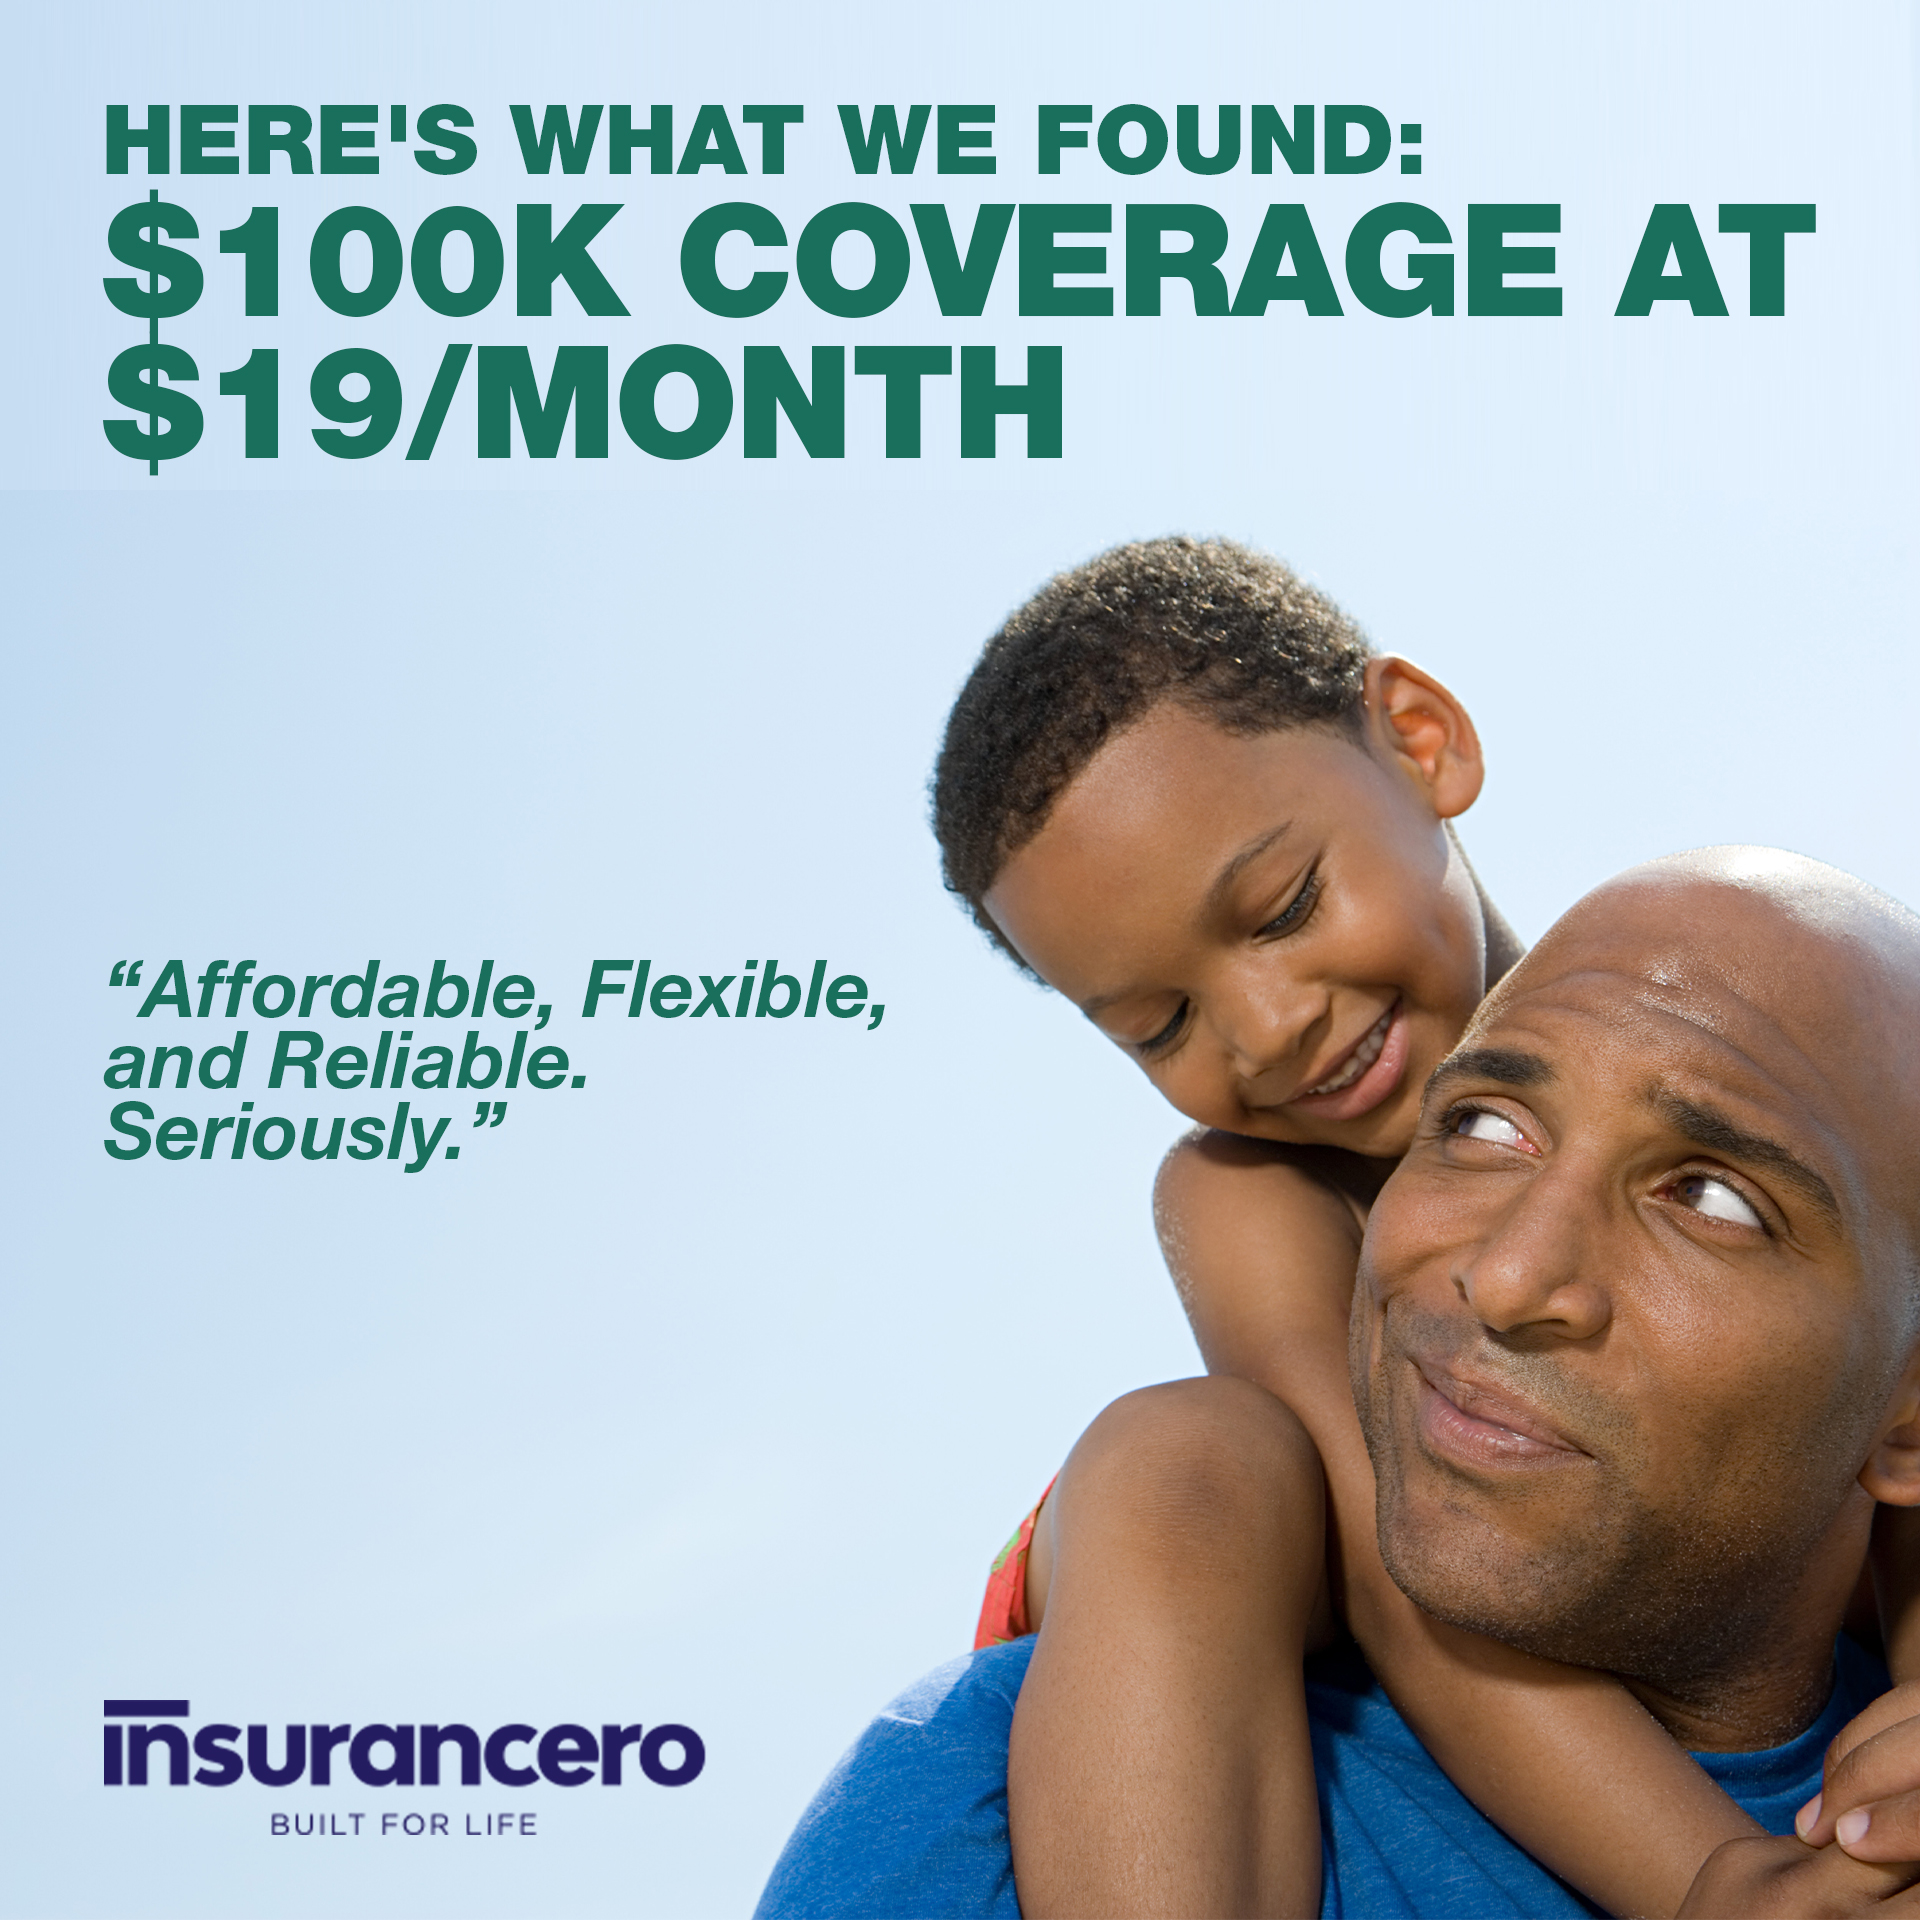 HERE'S WHAT WE FOUND:
$100K COVERAGE AT
$19/MONTH
“Affordable, Flexible,
and Reliable.
Seriously.”
insurancero
BUILT FOR LIFE